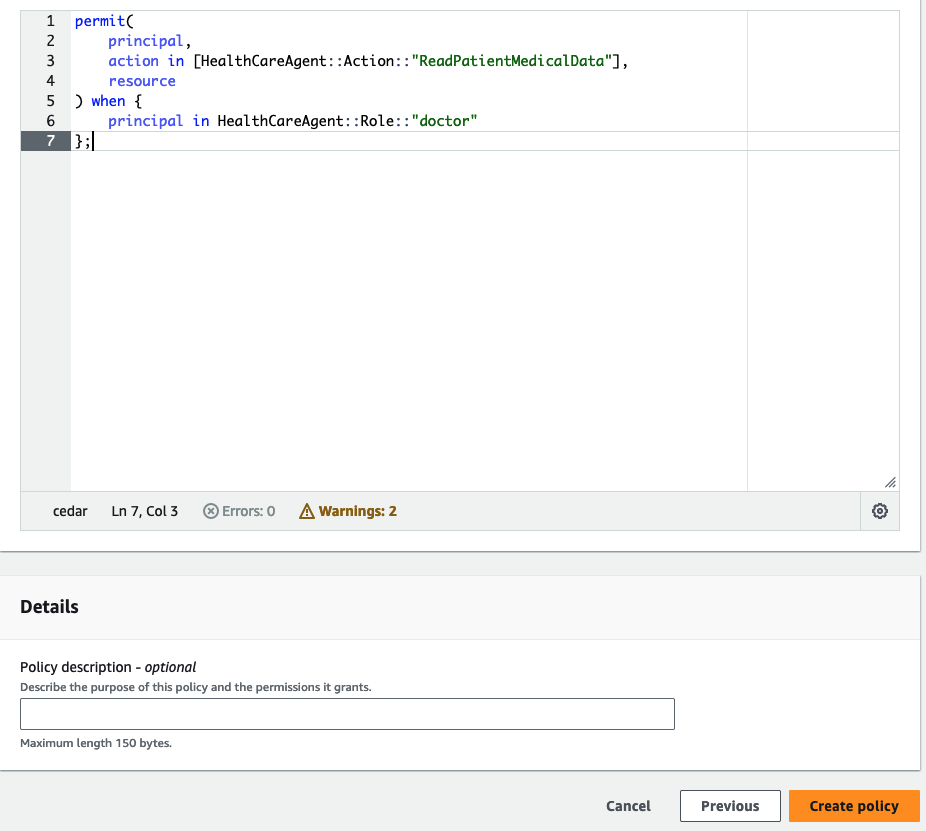 1 permit(
2 principal,
3 action in [HealthCareAgent::Action::"ReadPatientMedicalData"],
4 resource
5 ) when {
6 principal in HealthCareAgent::Role::"doctor"
7 };
cedar Ln 7, Col 3 Errors: 0 Warnings: 2
Details
Policy description - optional
Describe the purpose of this policy and the permissions it grants.
Maximum length 150 bytes.
Cancel Previous Create policy